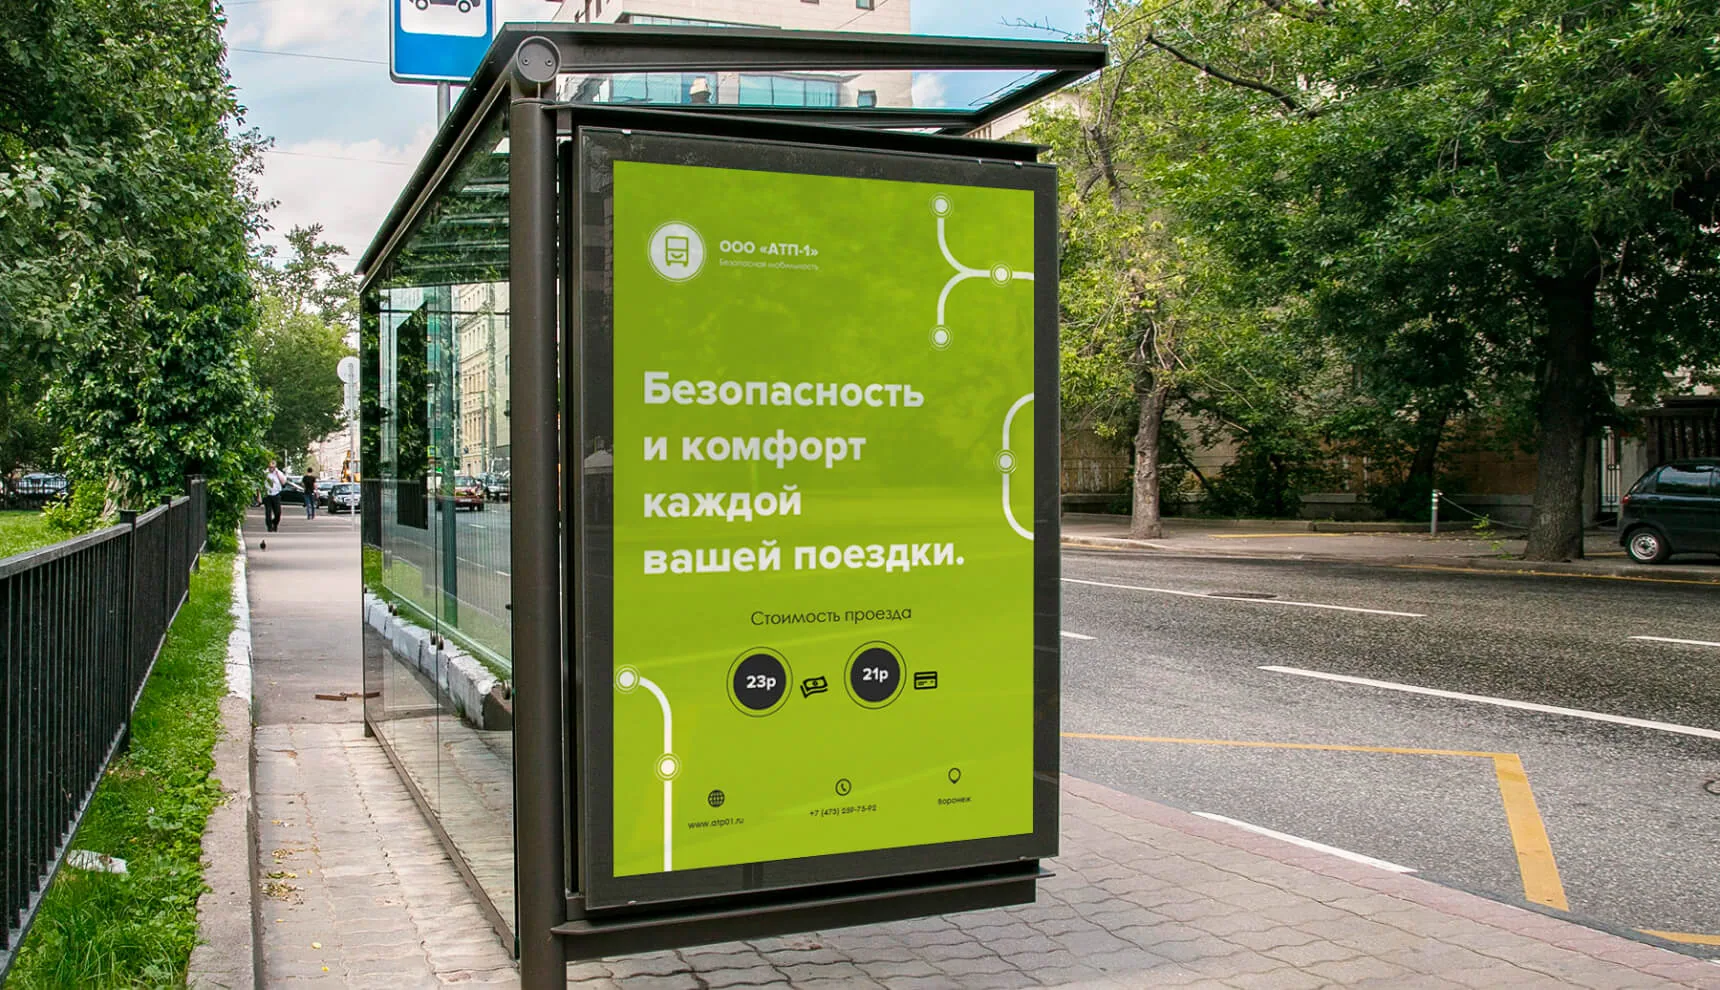 ООО «АТП-1»
Безопасная мобильность
Безопасность
и комфорт
каждой
вашей поездки.
Стоимость проезда
23р
21р
www.atp01.ru
+7 (473) 259-75-92
Воронеж